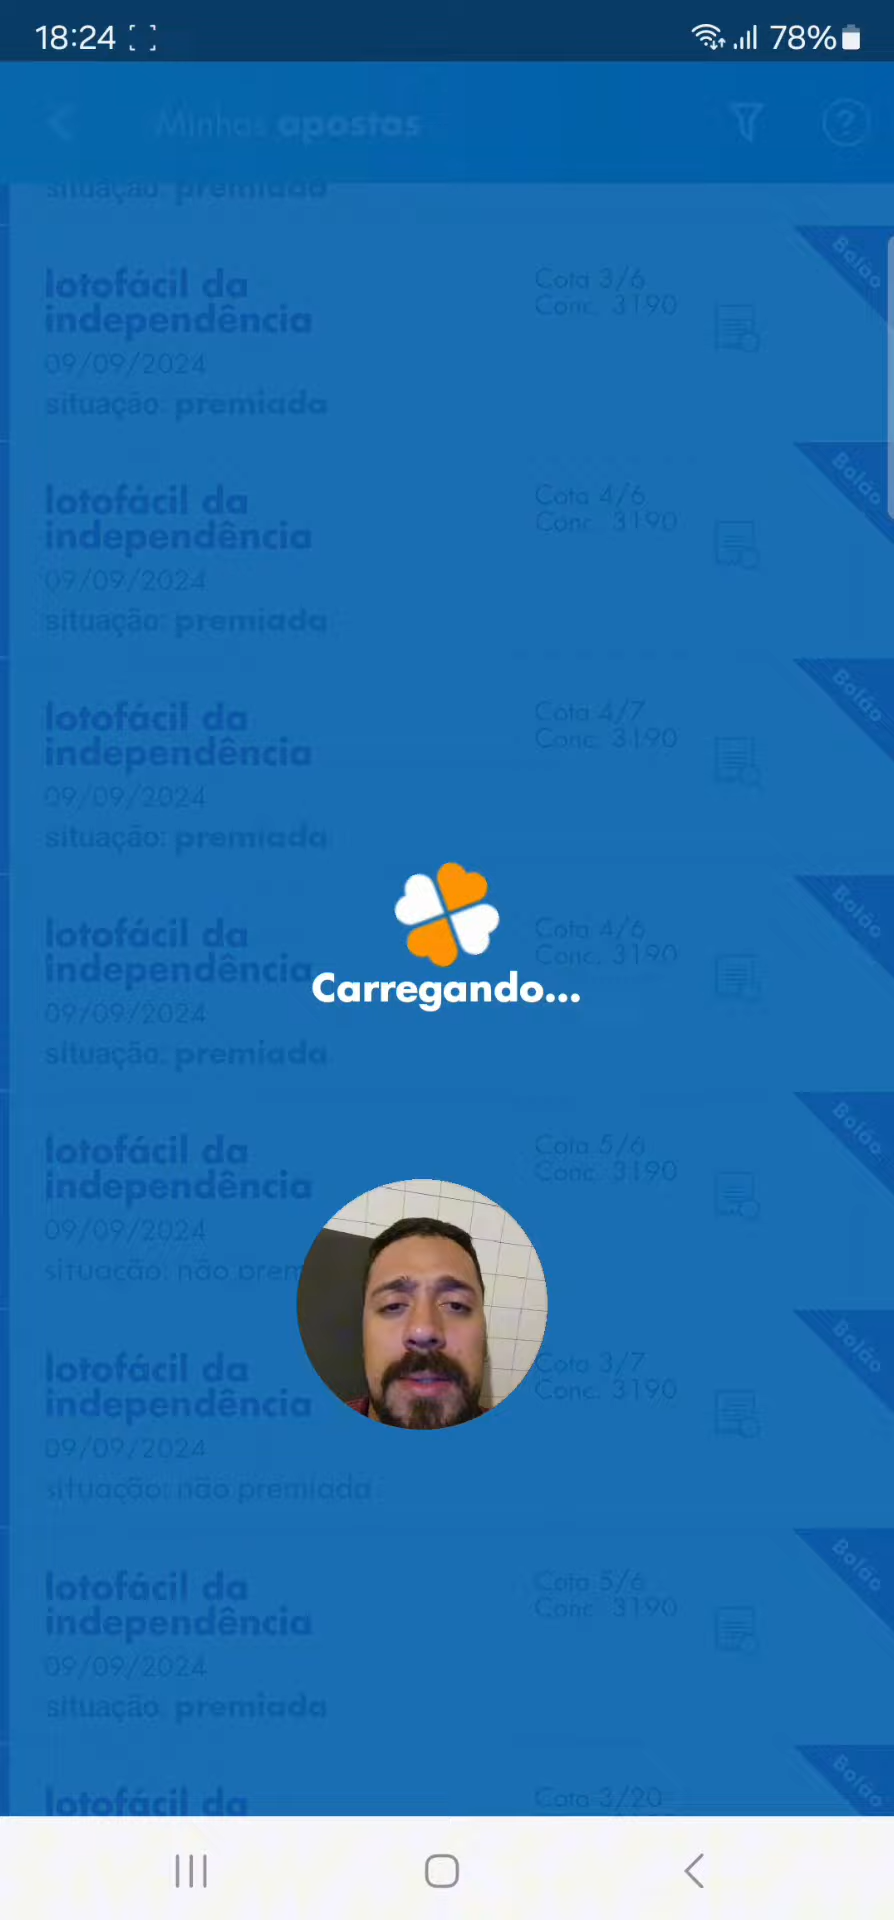 18:24
78%
Minhas apostas
situação: premiada
Bolão
lotofácil da
independência
Cota 3/6
Conc. 3190
09/09/2024
situação: premiada
Bolão
lotofácil da
independência
Cota 4/6
Conc. 3190
09/09/2024
situação: premiada
Bolão
lotofácil da
independência
Cota 4/7
Conc. 3190
09/09/2024
situação: premiada
Bolão
lotofácil da
independência
Cota 4/6
Conc. 3190
Carregando...
09/09/2024
situação: premiada
Bolão
lotofácil da
independência
Cota 5/6
Conc. 3190
09/09/2024
situação: não prem
Bolão
lotofácil da
independência
Cota 3/7
Conc. 3190
09/09/2024
situação: não premiada
Bolão
lotofácil da
independência
Cota 5/6
Conc. 3190
09/09/2024
situação: premiada
Bolão
lotofácil da
Cota 3/20